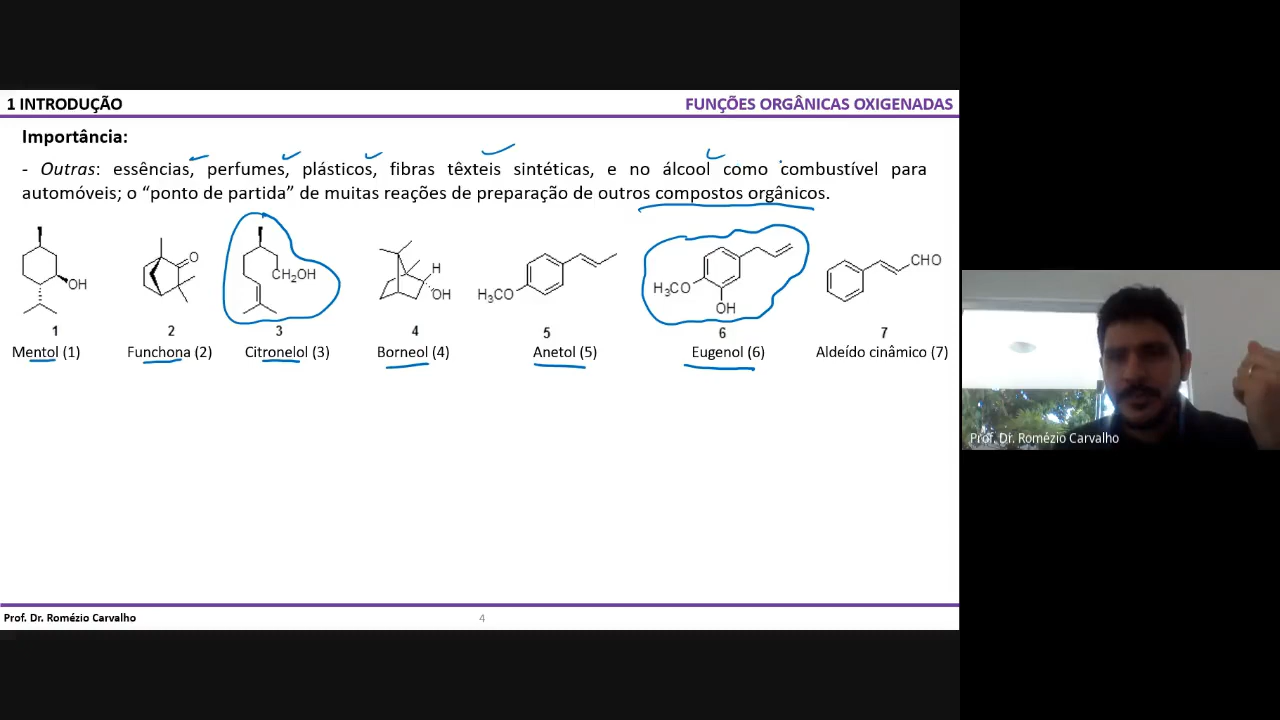 1 INTRODUÇÃO
FUNÇÕES ORGÂNICAS OXIGENADAS
Importância:
- Outras: essências, perfumes, plásticos, fibras têxteis sintéticas, e no álcool como combustível para
automóveis; o “ponto de partida” de muitas reações de preparação de outros compostos orgânicos.
OH
O
CH2OH
H
OH
H3CO
H3CO
OH
CHO
1 2 3 4 5 6 7
Mentol (1) Funchona (2) Citronelol (3) Borneol (4) Anetol (5) Eugenol (6) Aldeído cinâmico (7)
Prof. Dr. Romézio Carvalho
Prof. Dr. Romézio Carvalho
4